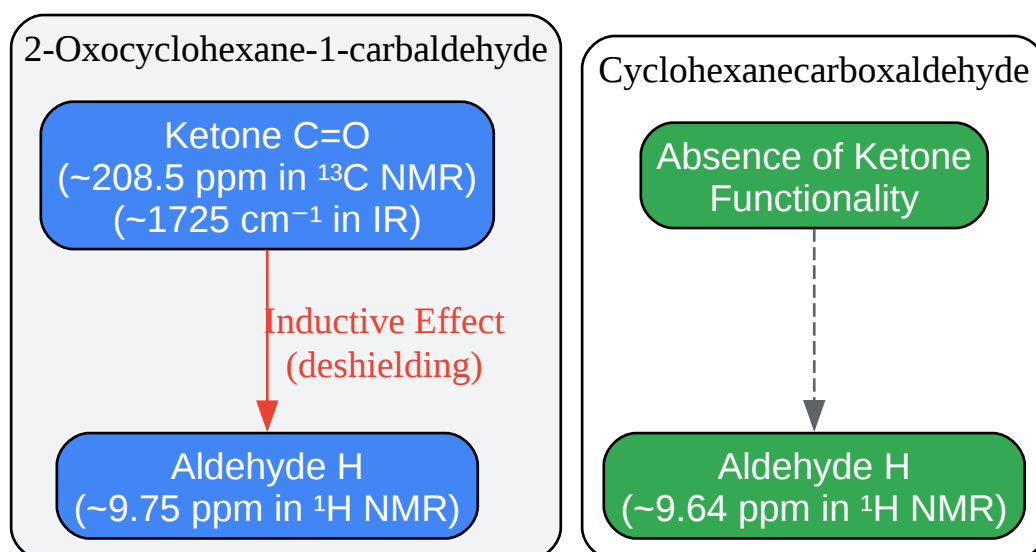 2-Oxocyclohexane-1-carbaldehyde
Ketone C=O
(~208.5 ppm in ¹³C NMR)
(~1725 cm⁻¹ in IR)
Inductive Effect
(deshielding)
Aldehyde H
(~9.75 ppm in ¹H NMR)
Cyclohexanecarboxaldehyde
Absence of Ketone
Functionality
Aldehyde H
(~9.64 ppm in ¹H NMR)